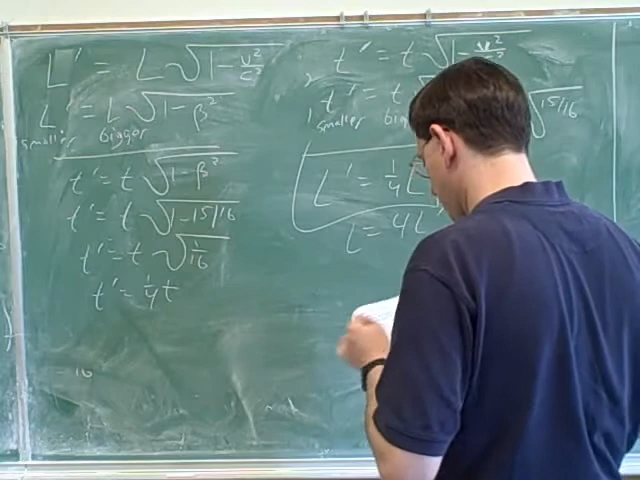 L' = L √1 - v²/c²
L' = L √1 - β²
smaller bigger
t' = t √1 - β²
t' = t √1 - 15/16
t' = t √1/16
t' = 1/4 t
t' = t √1 - v²/c²
t' = t
smaller
√15/16
L' = 1/4 L
L = 4L